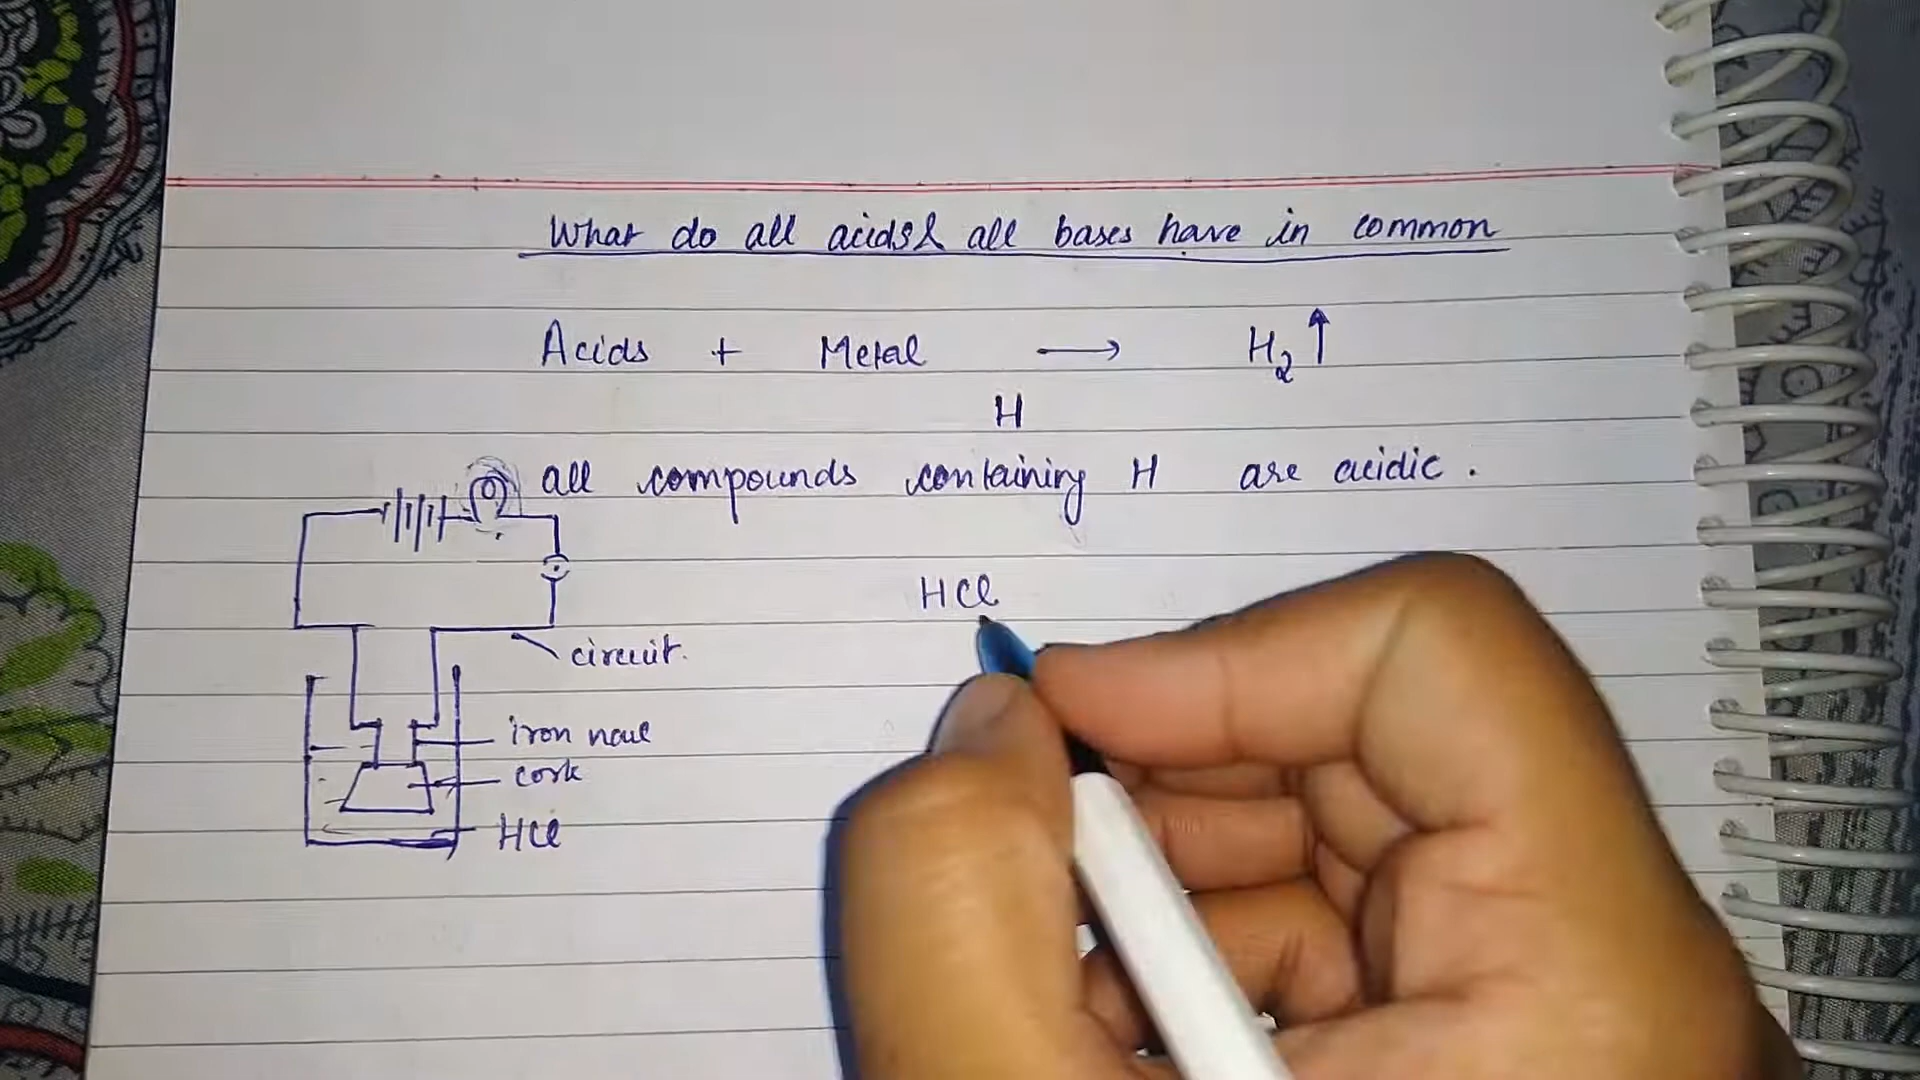 What do all acids & all bases have in common
Acids + Metal → H₂↑
H
all compounds containing H are acidic.
HCl
circuit.
iron nail
cork
HCl